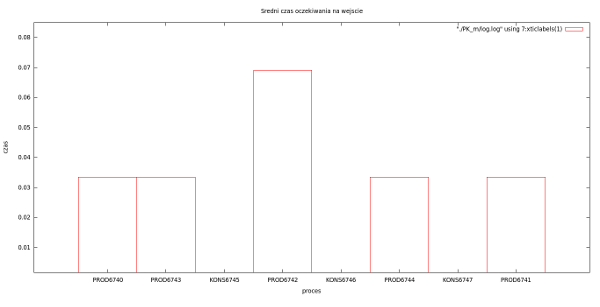 Sredni czas oczekiwania na wejscie
"./PK_m/log.log" using 7:xticlabels(1)
0.08
0.07
0.06
0.05
0.04
0.03
0.02
0.01
czas
PROD6740 PROD6743 KONS6745 PROD6742 KONS6746 PROD6744 KONS6747 PROD6741
proces